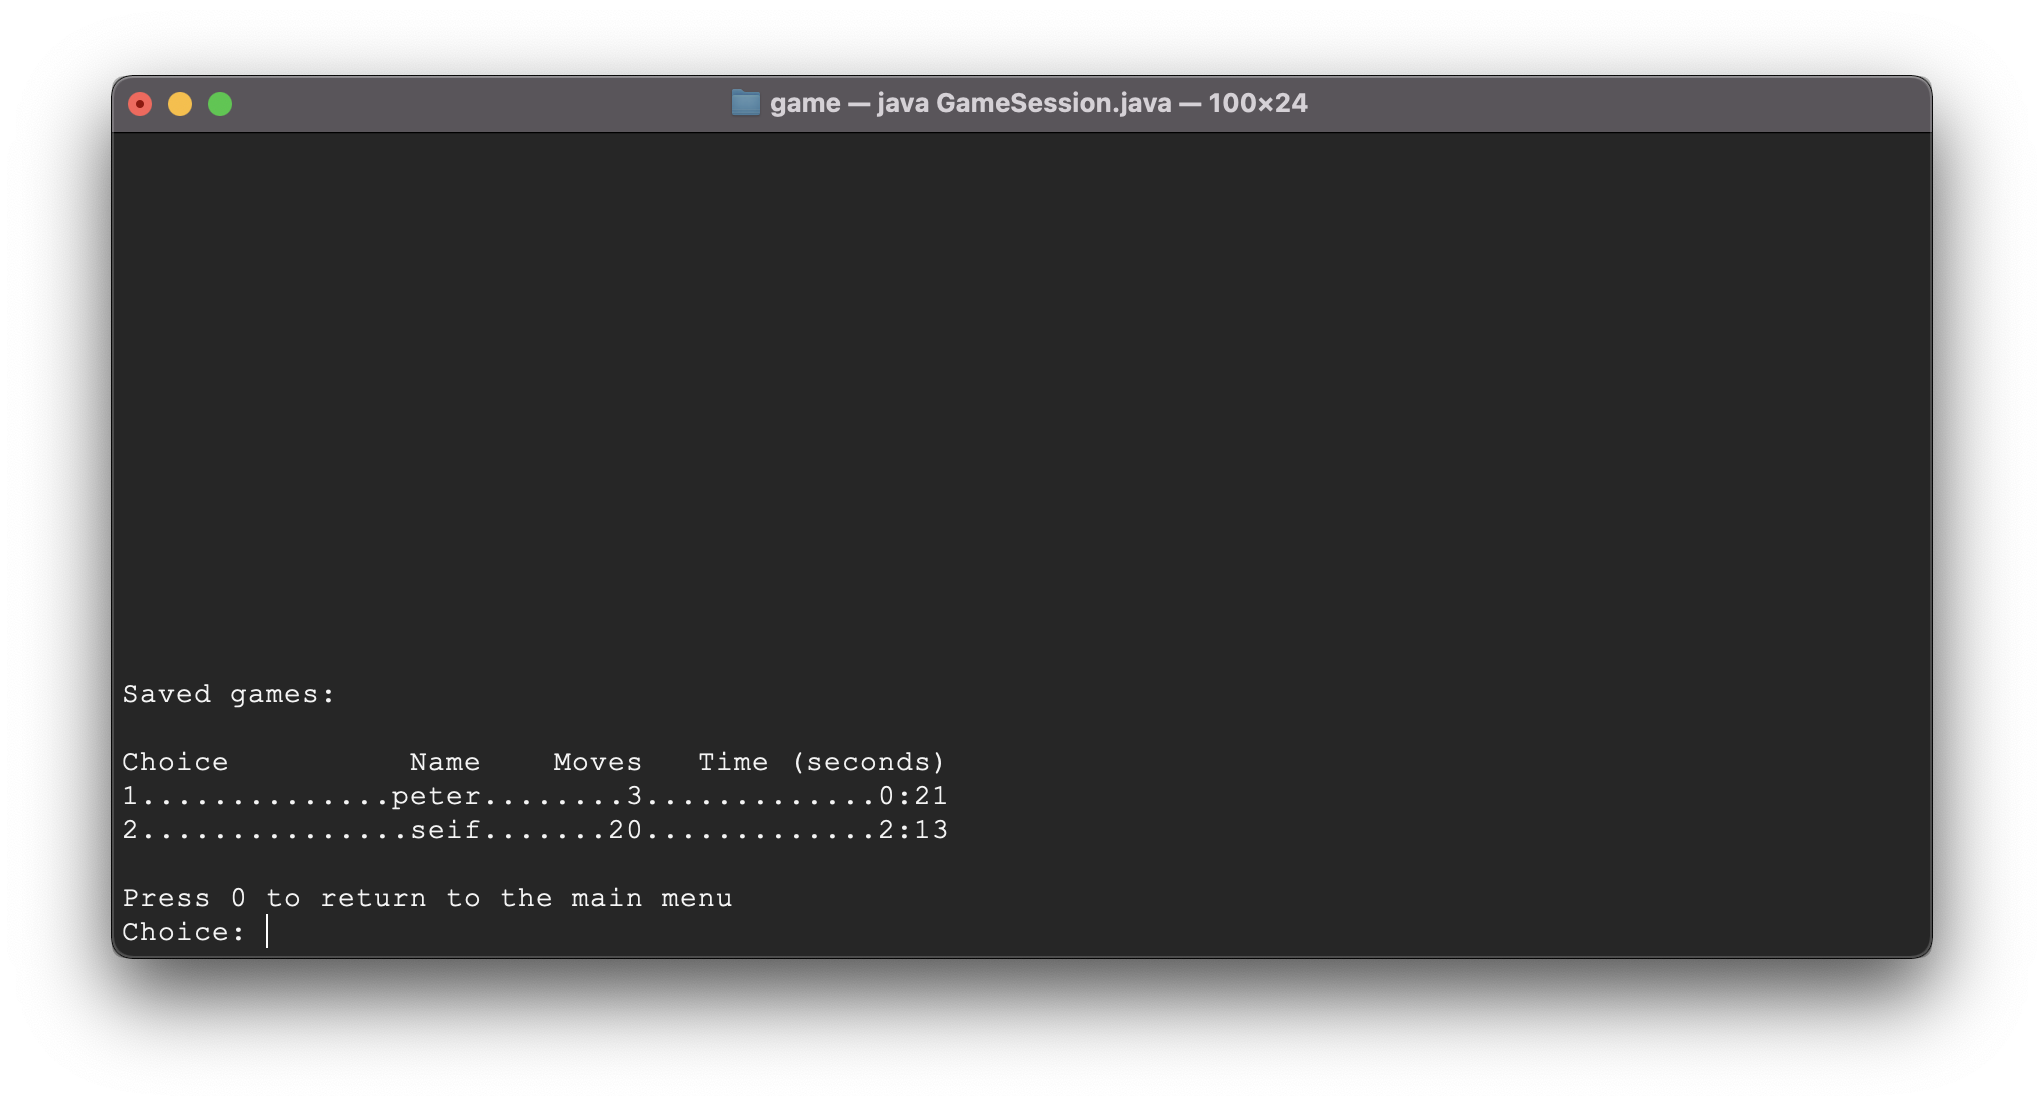 game — java GameSession.java — 100×24
Saved games:
Choice          Name    Moves   Time (seconds)
1..............peter........3.............0:21
2...............seif.......20.............2:13
Press 0 to return to the main menu
Choice: